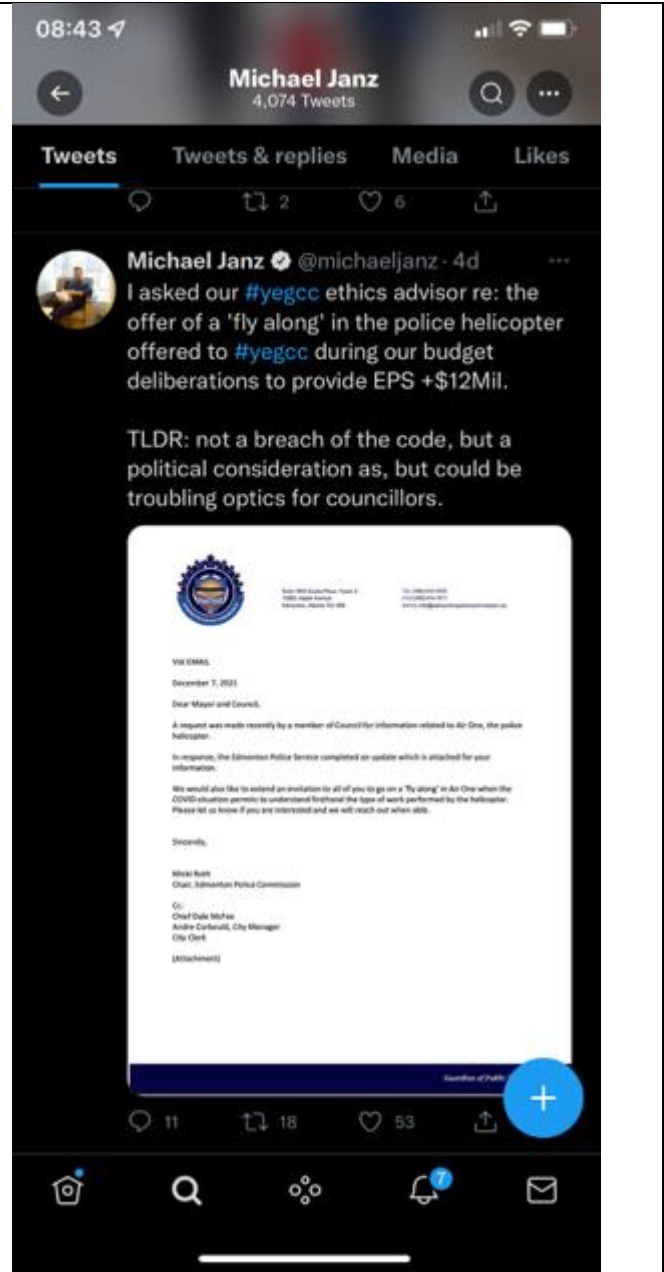 08:43
Michael Janz
4,074 Tweets
Tweets Tweets & replies Media Likes
2 6
Michael Janz @michaeljanz · 4d
I asked our #yegcc ethics advisor re: the
offer of a 'fly along' in the police helicopter
offered to #yegcc during our budget
deliberations to provide EPS +$12Mil.
TLDR: not a breach of the code, but a
political consideration as, but could be
troubling optics for councillors.
VIA EMAIL
December 7, 2021
Dear Mayor and Council,
A request was made recently by a member of Council for information related to Air One, the police
helicopter.
In response, the Edmonton Police Service completed an update which is attached for your
information.
We would also like to extend an invitation to all of you to go on a 'fly along' in Air One when the
COVID situation permits to understand firsthand the type of work performed by the helicopter.
Please let us know if you are interested and we will reach out when able.
Sincerely,
Micki Ruth
Chair, Edmonton Police Commission
Cc:
Chief Dale McFee
Andre Corbould, City Manager
City Clerk
(Attachment)
Guardian of Public
11 18 53
7